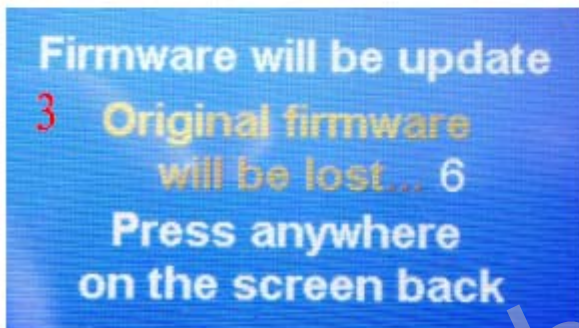 Firmware will be update
3 Original firmware
will be lost... 6
Press anywhere
on the screen back